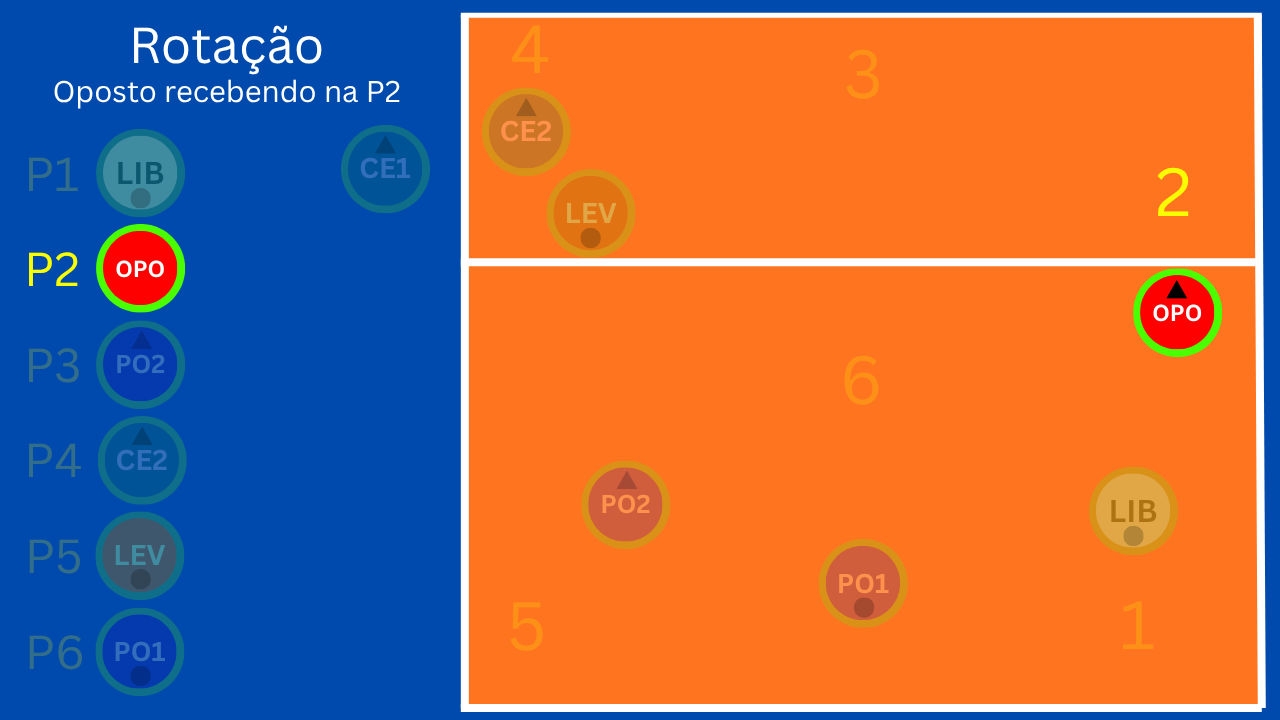 Rotação
Oposto recebendo na P2
P1 LIB CE1
P2 OPO
P3 PO2
P4 CE2
P5 LEV
P6 PO1
4
3
CE2
2
LEV
OPO
6
PO2
LIB
PO1
5
1